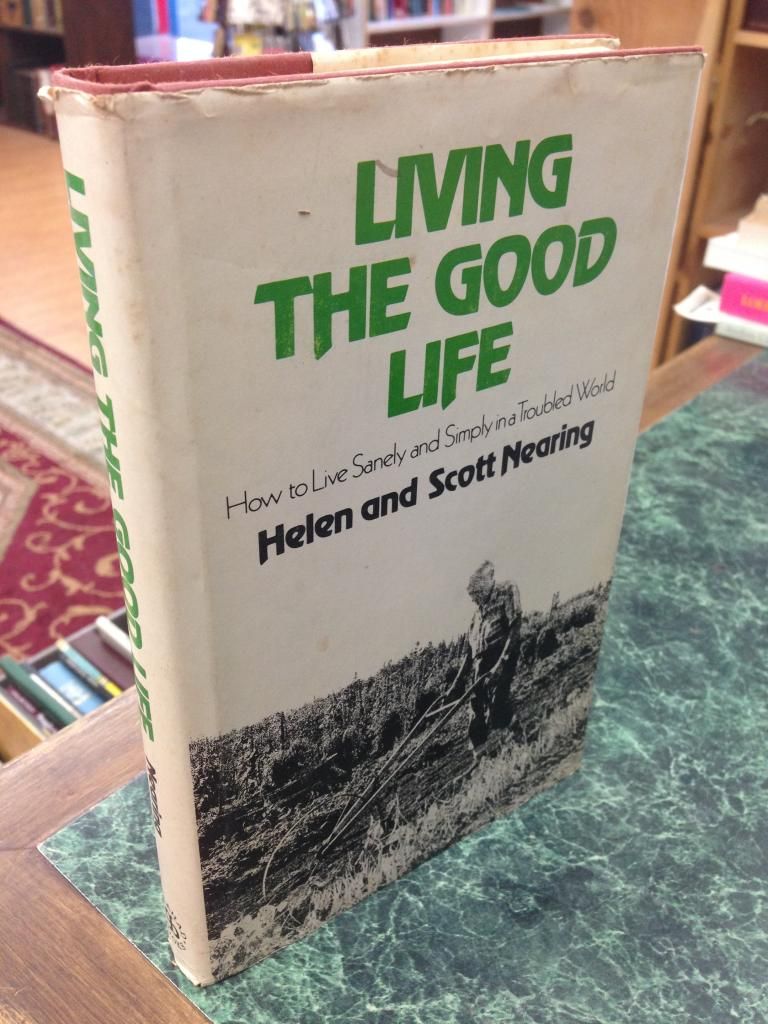 LIVING
THE GOOD
LIFE
How to Live Sanely and Simply in a Troubled World
Helen and Scott Nearing
LIVING THE GOOD LIFE Nearing